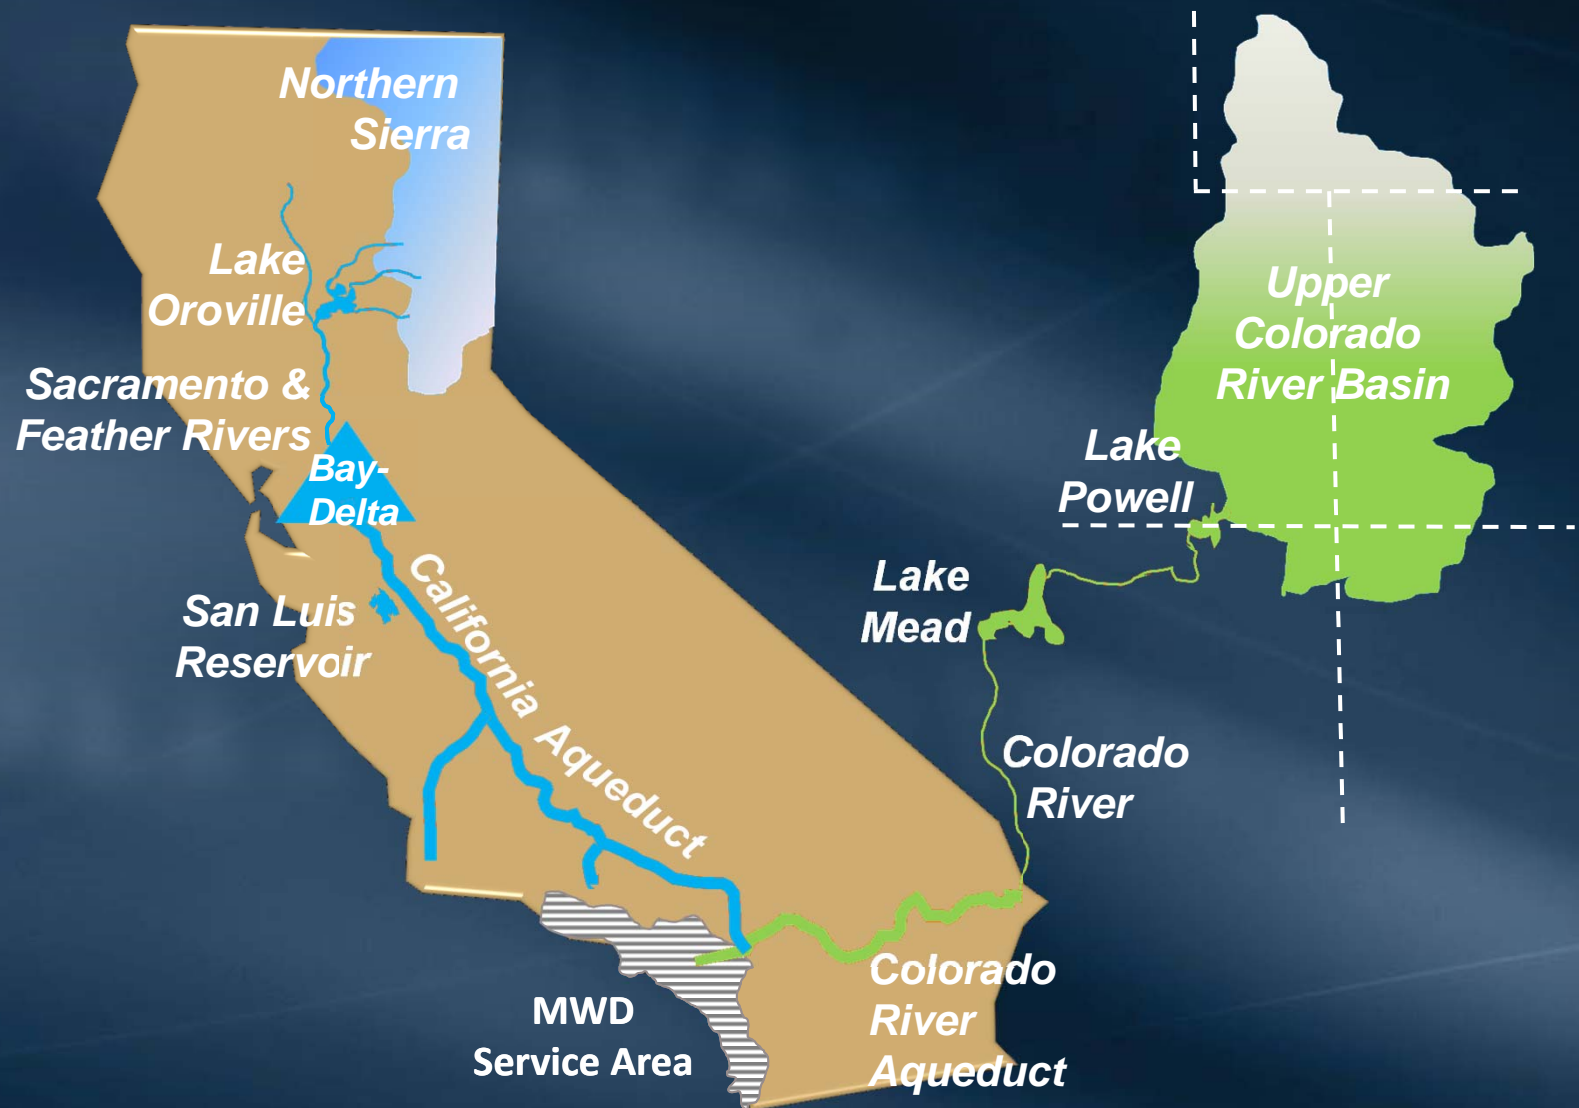 Northern
Sierra
Lake
Oroville
Sacramento &
Feather Rivers
Bay-
Delta
San Luis
Reservoir
California Aqueduct
MWD
Service Area
Colorado
River
Aqueduct
Colorado
River
Lake
Mead
Lake
Powell
Upper
Colorado
River Basin